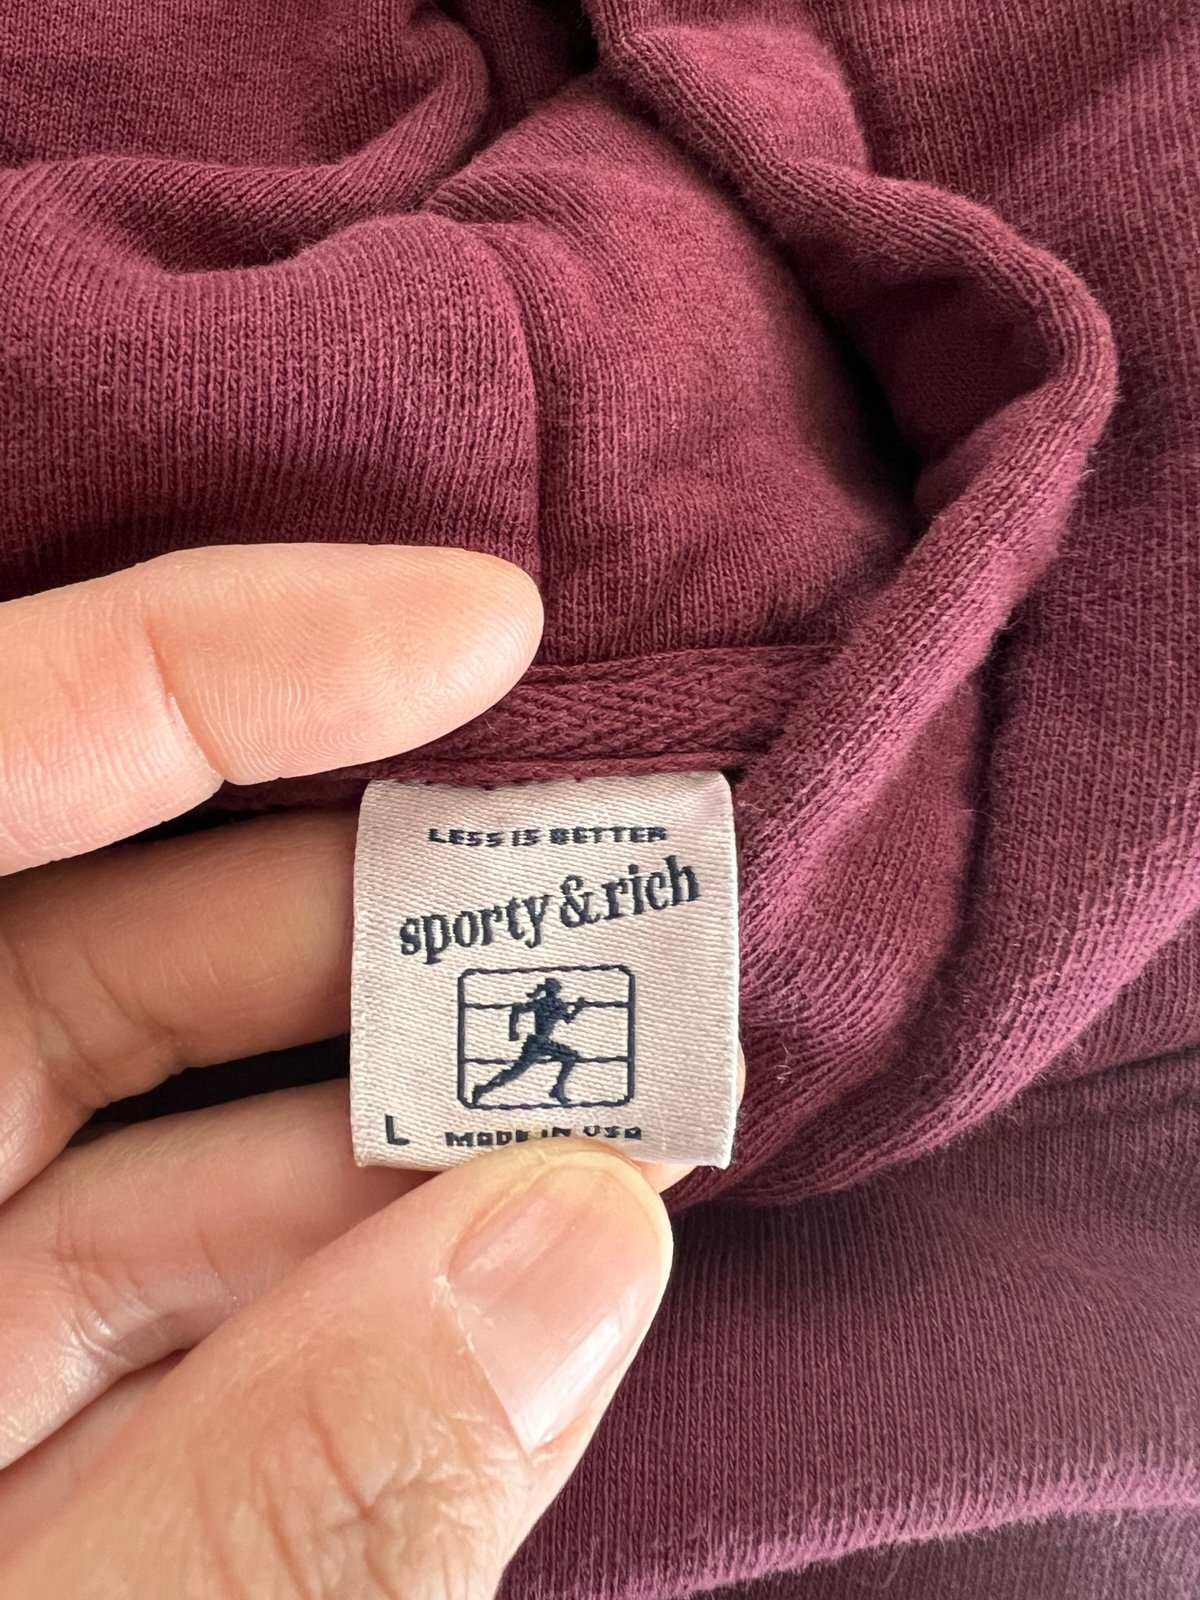 LESS IS BETTER
sporty & rich
L MADE IN USA